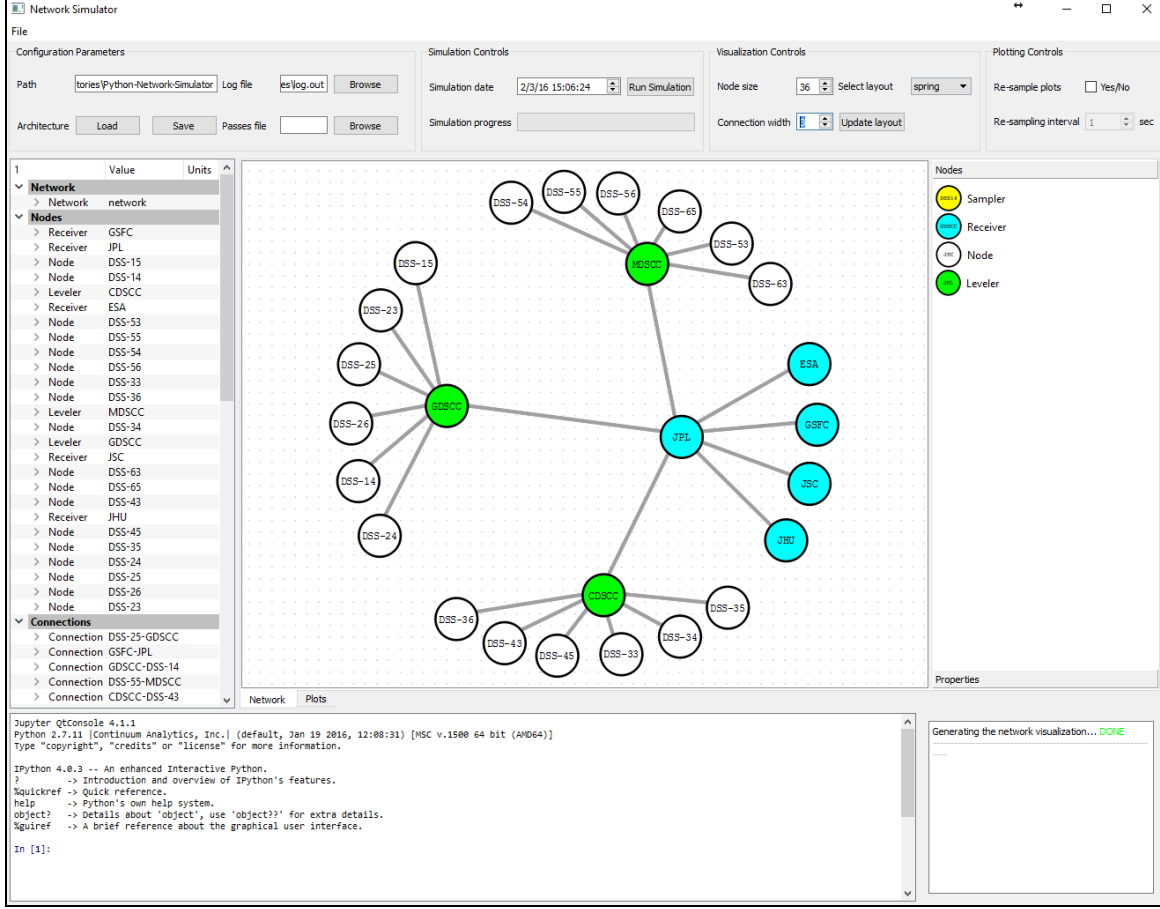 Network Simulator
File
Configuration Parameters
Simulation Controls
Visualization Controls
Plotting Controls
Path tories\Python-Network-Simulator Log file es\log.out Browse
Simulation date 2/3/16 15:06:24 Run Simulation
Node size 36 Select layout spring
Re-sample plots Yes/No
Architecture Load Save Passes file Browse
Simulation progress
Connection width Update layout
Re-sampling interval 1 sec
1 Value Units
Network
Network network
Nodes
Receiver GSFC
Receiver JPL
Node DSS-15
Node DSS-14
Leveler CDSCC
Receiver ESA
Node DSS-53
Node DSS-55
Node DSS-54
Node DSS-56
Node DSS-33
Node DSS-36
Leveler MDSCC
Node DSS-34
Leveler GDSCC
Receiver JSC
Node DSS-63
Node DSS-65
Node DSS-43
Receiver JHU
Node DSS-45
Node DSS-35
Node DSS-24
Node DSS-25
Node DSS-26
Node DSS-23
Connections
Connection DSS-25-GDSCC
Connection GSFC-JPL
Connection GDSCC-DSS-14
Connection DSS-55-MDSCC
Connection CDSCC-DSS-43
DSS-54
DSS-55
DSS-56
DSS-65
DSS-53
DSS-63
MDSCC
DSS-15
DSS-23
DSS-25
DSS-26
DSS-14
DSS-24
GDSCC
JPL
ESA
GSFC
JSC
JHU
CDSCC
DSS-36
DSS-43
DSS-45
DSS-33
DSS-34
DSS-35
Nodes
DSS14 Sampler
GDSCC Receiver
JSC Node
JPL Leveler
Properties
Network Plots
Jupyter QtConsole 4.1.1
Python 2.7.11 |Continuum Analytics, Inc.| (default, Jan 19 2016, 12:08:31) [MSC v.1500 64 bit (AMD64)]
Type "copyright", "credits" or "license" for more information.
IPython 4.0.3 -- An enhanced Interactive Python.
? -> Introduction and overview of IPython's features.
%quickref -> Quick reference.
help -> Python's own help system.
object? -> Details about 'object', use 'object??' for extra details.
%guiref -> A brief reference about the graphical user interface.
In [1]:
Generating the network visualization... DONE